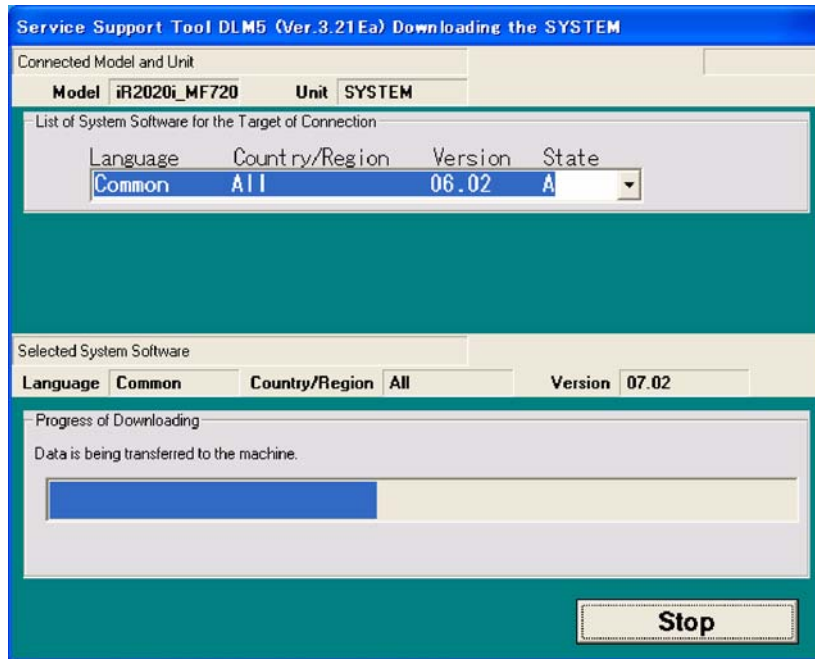 Service Support Tool DLM5 (Ver.3.21Ea) Downloading the SYSTEM
Connected Model and Unit
Model iR2020i_MF720 Unit SYSTEM
List of System Software for the Target of Connection
Language Country/Region Version State
Common All 06.02 A
Selected System Software
Language Common Country/Region All Version 07.02
Progress of Downloading
Data is being transferred to the machine.
Stop